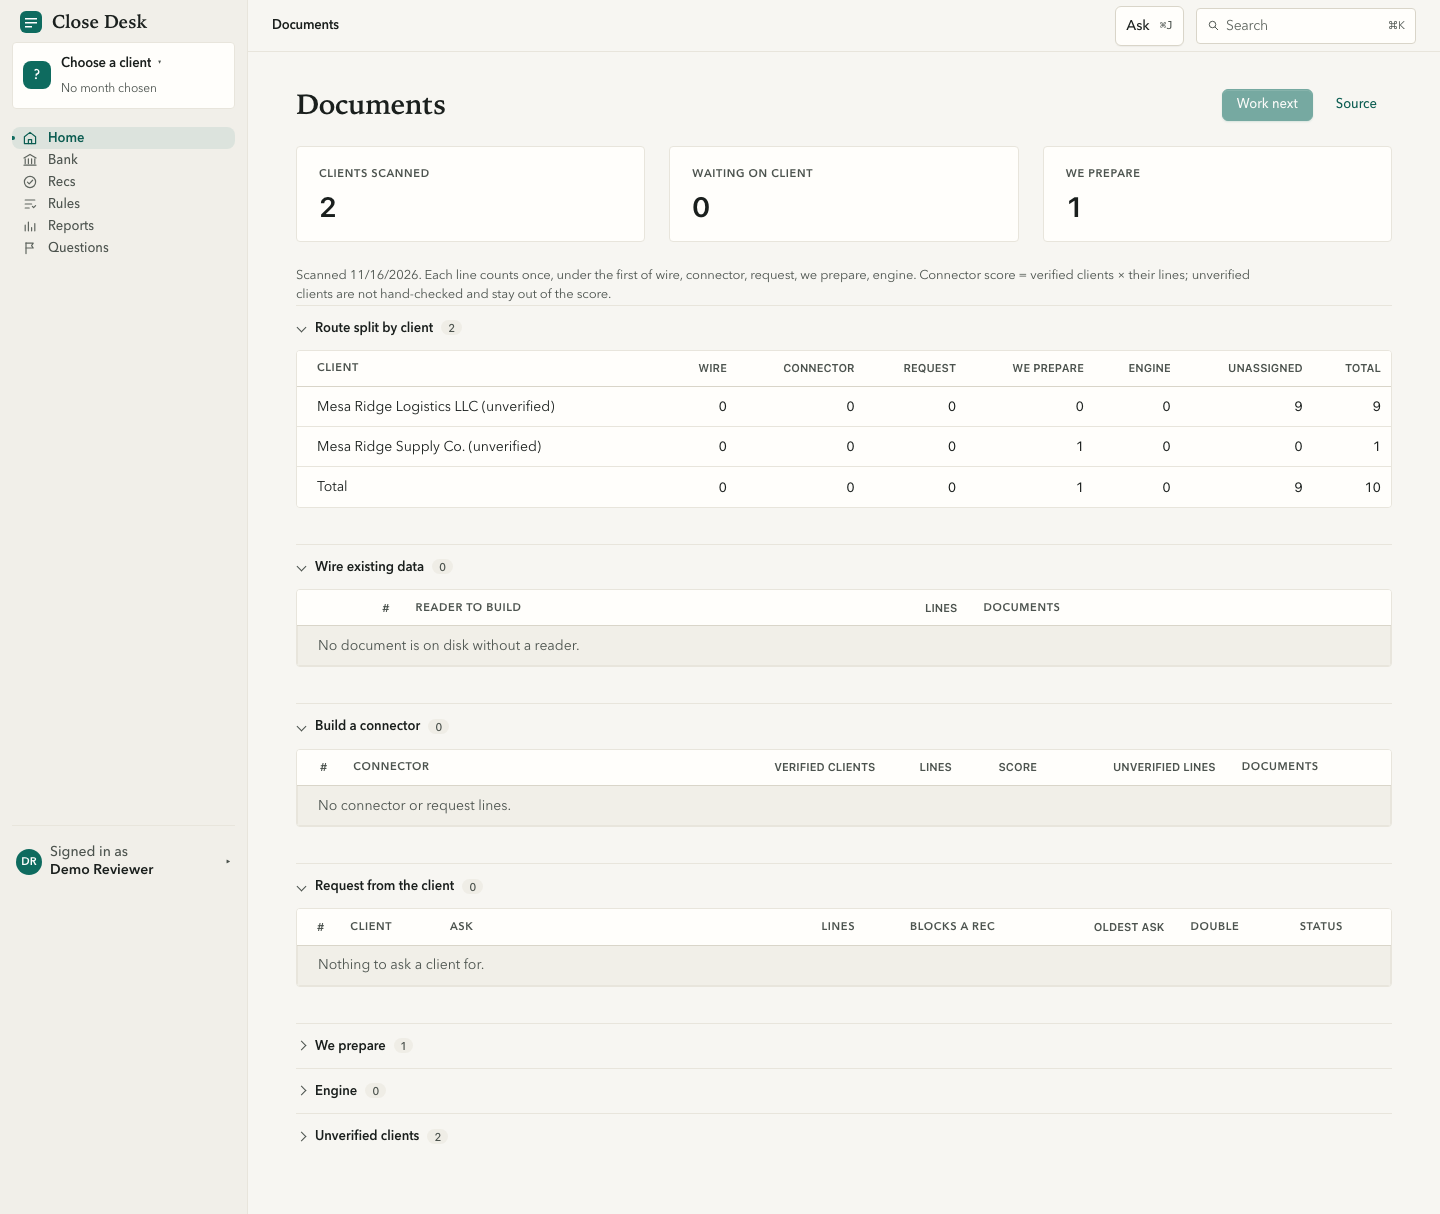 Close Desk
?
Choose a client
No month chosen
Home
Bank
Recs
Rules
Reports
Questions
DR
Signed in as
Demo Reviewer
Documents
Ask ⌘J
Search ⌘K
Documents
Work next
Source
CLIENTS SCANNED
2
WAITING ON CLIENT
0
WE PREPARE
1
Scanned 11/16/2026. Each line counts once, under the first of wire, connector, request, we prepare, engine. Connector score = verified clients × their lines; unverified
clients are not hand-checked and stay out of the score.
Route split by client 2
CLIENT WIRE CONNECTOR REQUEST WE PREPARE ENGINE UNASSIGNED TOTAL
Mesa Ridge Logistics LLC (unverified) 0 0 0 0 0 9 9
Mesa Ridge Supply Co. (unverified) 0 0 0 1 0 0 1
Total 0 0 0 1 0 9 10
Wire existing data 0
# READER TO BUILD LINES DOCUMENTS
No document is on disk without a reader.
Build a connector 0
# CONNECTOR VERIFIED CLIENTS LINES SCORE UNVERIFIED LINES DOCUMENTS
No connector or request lines.
Request from the client 0
# CLIENT ASK LINES BLOCKS A REC OLDEST ASK DOUBLE STATUS
Nothing to ask a client for.
We prepare 1
Engine 0
Unverified clients 2